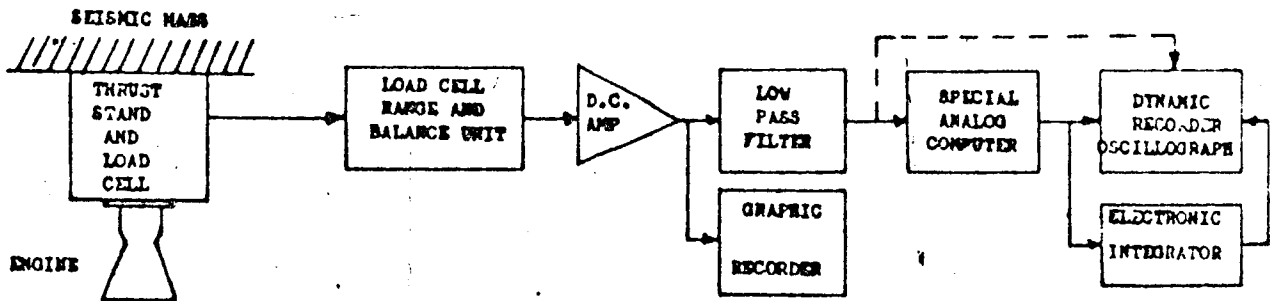 SEISMIC MASS
THRUST
STAND
AND
LOAD
CELL
ENGINE
LOAD CELL
RANGE AND
BALANCE UNIT
D.C.
AMP
LOW
PASS
FILTER
GRAPHIC
RECORDER
SPECIAL
ANALOG
COMPUTER
DYNAMIC
RECORDER
OSCILLOGRAPH
ELECTRONIC
INTEGRATOR